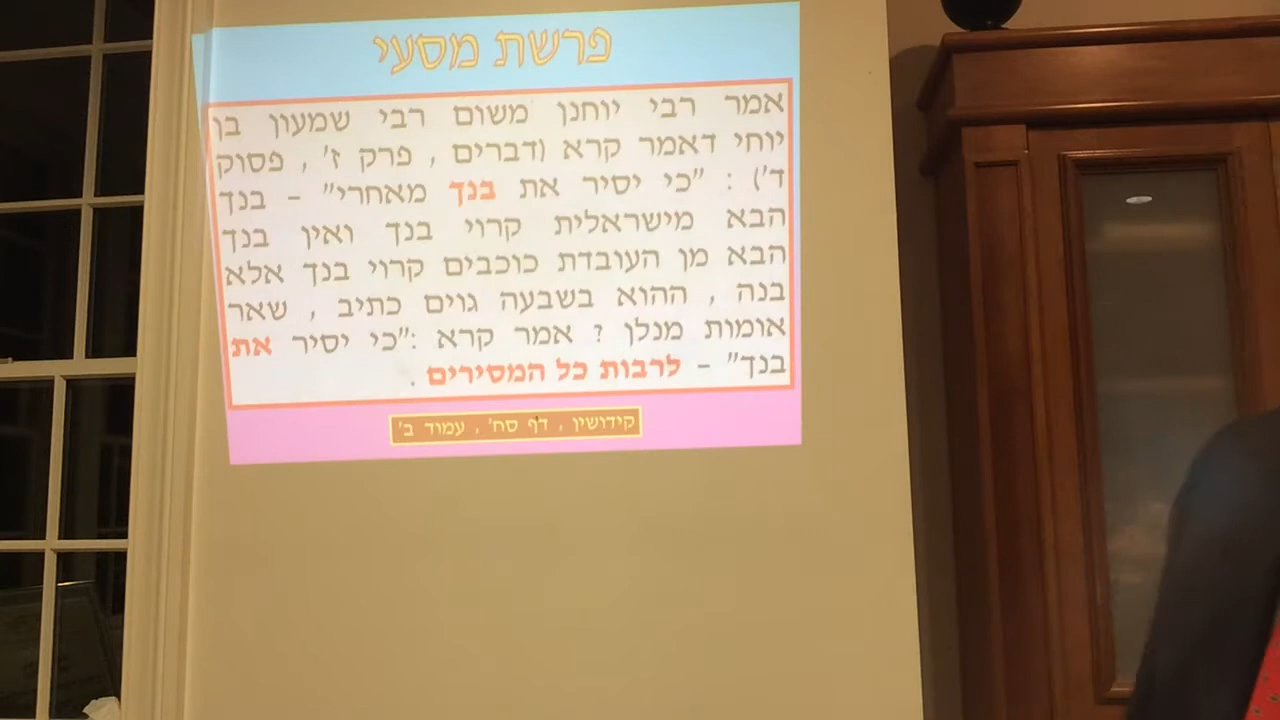 פרשת מסעי
אמר רבי יוחנן משום רבי שמעון בן
יוחי דאמר קרא (דברים , פרק ז' , פסוק
ד') : "כי יסיר את בנך מאחרי" – בנך
הבא מישראלית קרוי בנך ואין בנך
הבא מן העובדת כוכבים קרוי בנך אלא
בנה , ההוא בשבעה גוים כתיב , שאר
אומות מנלן ? אמר קרא :"כי יסיר את
בנך" – לרבות כל המסירים .
קידושין , דף סח' , עמוד ב'